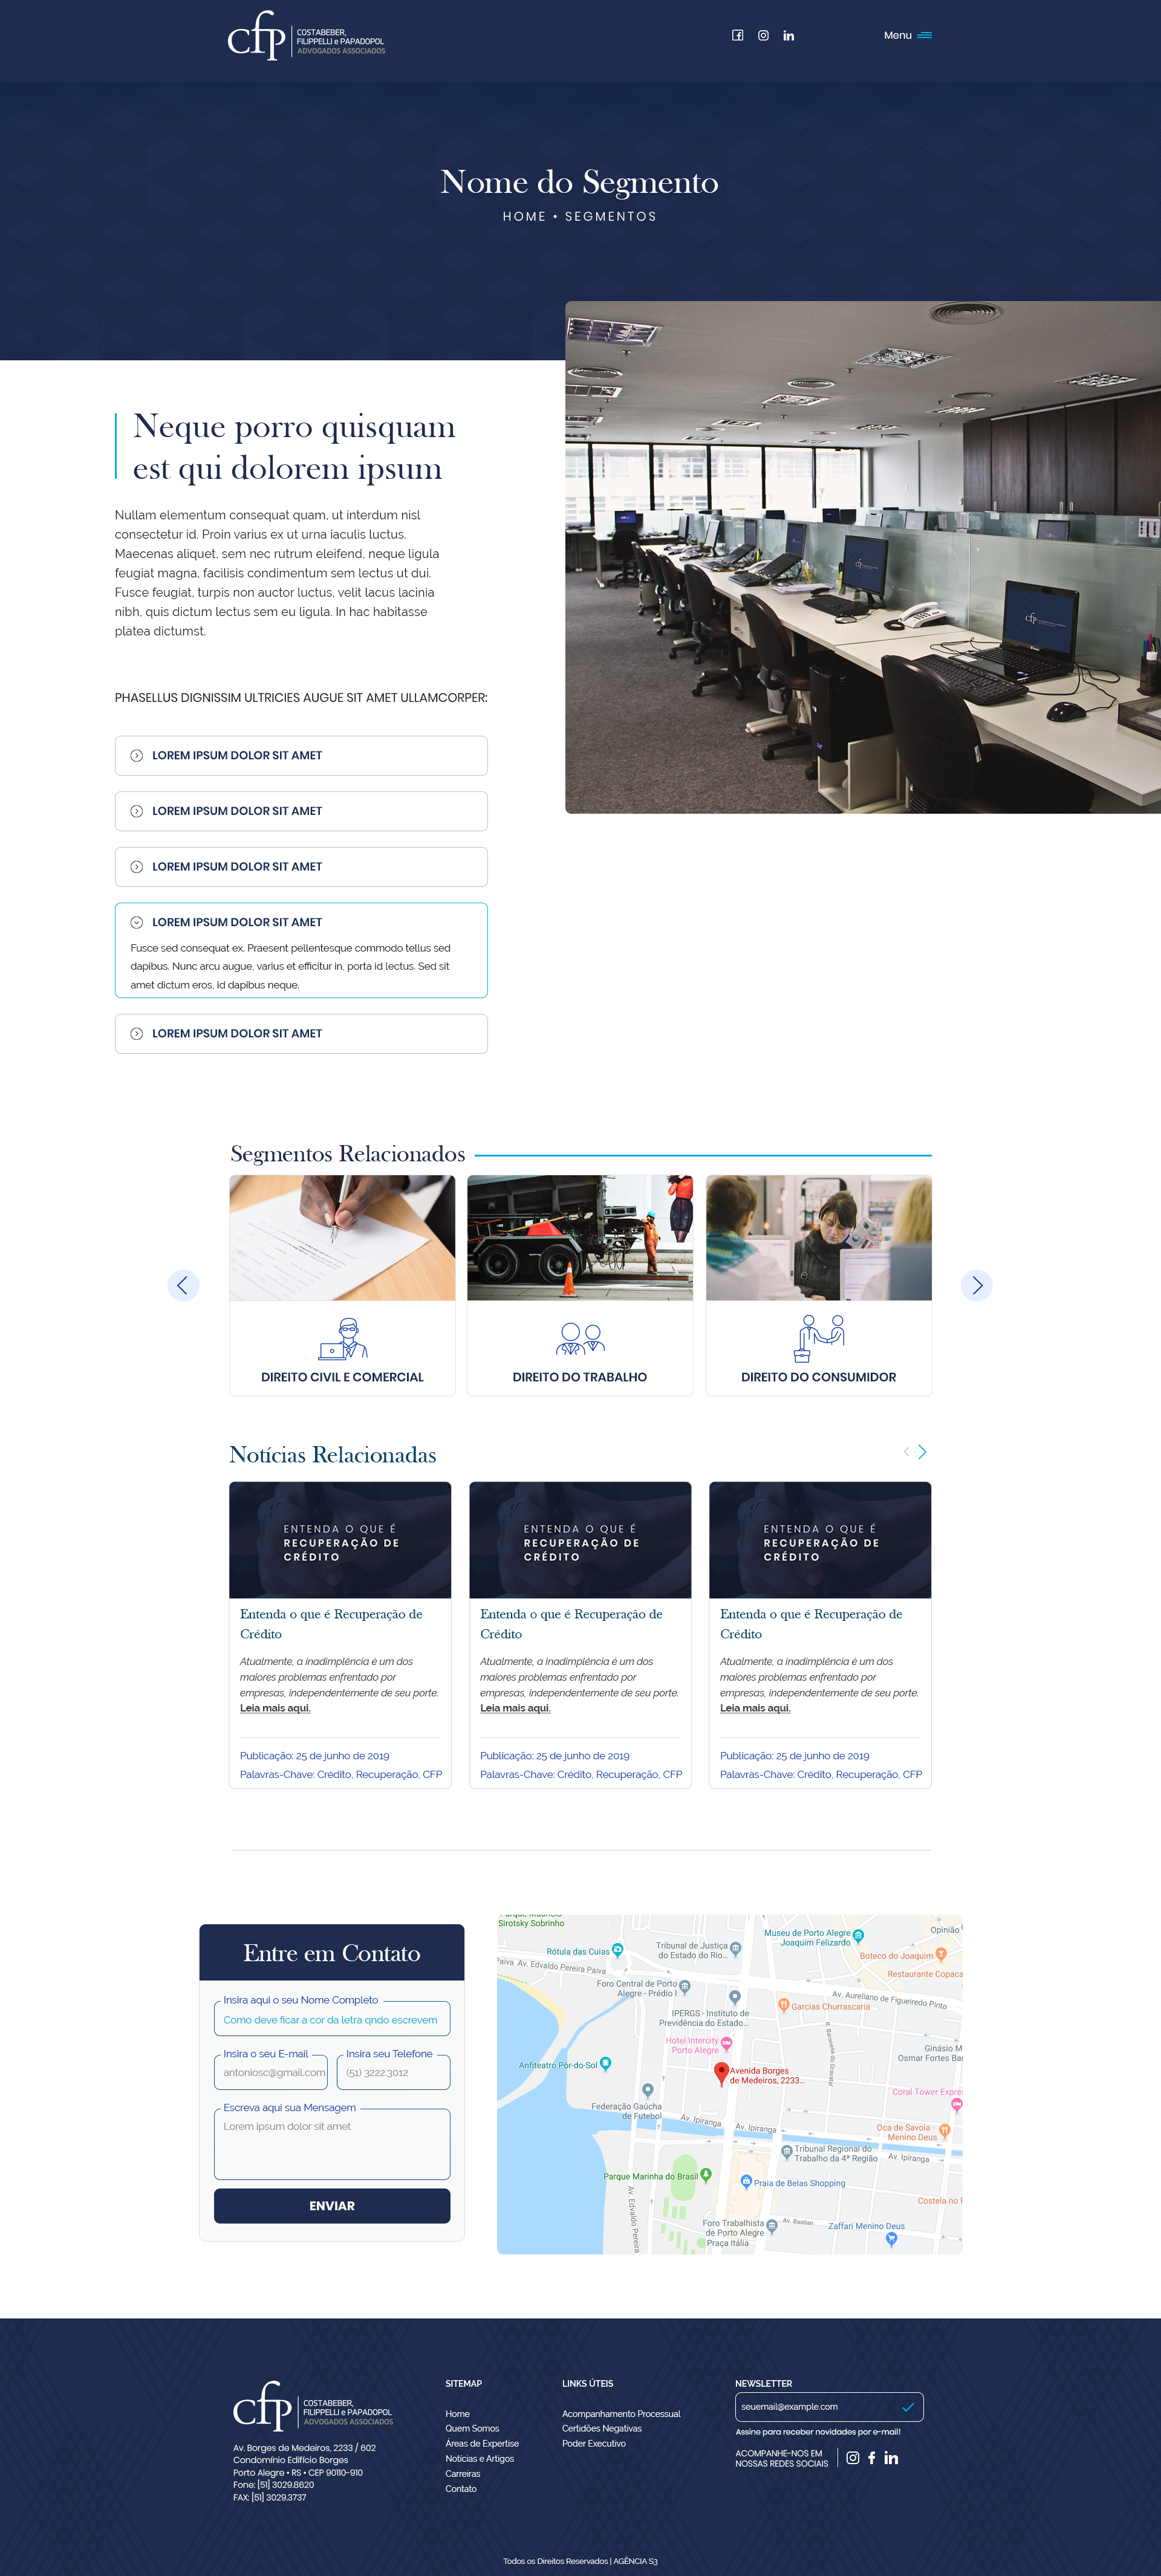 cfp
COSTABEBER,
FILIPPELLI e PAPADOPOL
ADVOGADOS ASSOCIADOS
Menu
Nome do Segmento
HOME • SEGMENTOS
Neque porro quisquam
est qui dolorem ipsum
Nullam elementum consequat quam, ut interdum nisl
consectetur id. Proin varius ex ut urna iaculis luctus.
Maecenas aliquet, sem nec rutrum eleifend, neque ligula
feugiat magna, facilisis condimentum sem lectus ut dui.
Fusce feugiat, turpis non auctor luctus, velit lacus lacinia
nibh, quis dictum lectus sem eu ligula. In hac habitasse
platea dictumst.
PHASELLUS DIGNISSIM ULTRICIES AUGUE SIT AMET ULLAMCORPER:
LOREM IPSUM DOLOR SIT AMET
LOREM IPSUM DOLOR SIT AMET
LOREM IPSUM DOLOR SIT AMET
LOREM IPSUM DOLOR SIT AMET
Fusce sed consequat ex. Praesent pellentesque commodo tellus sed
dapibus. Nunc arcu augue, varius et efficitur in, porta id lectus. Sed sit
amet dictum eros, id dapibus neque.
LOREM IPSUM DOLOR SIT AMET
cfp
cfp
Segmentos Relacionados
DIREITO CIVIL E COMERCIAL
DIREITO DO TRABALHO
DIREITO DO CONSUMIDOR
Notícias Relacionadas
ENTENDA O QUE É
RECUPERAÇÃO DE
CRÉDITO
Entenda o que é Recuperação de
Crédito
Atualmente, a inadimplência é um dos
maiores problemas enfrentado por
empresas, independentemente de seu porte.
Leia mais aqui.
Publicação: 25 de junho de 2019
Palavras-Chave: Crédito, Recuperação, CFP
ENTENDA O QUE É
RECUPERAÇÃO DE
CRÉDITO
Entenda o que é Recuperação de
Crédito
Atualmente, a inadimplência é um dos
maiores problemas enfrentado por
empresas, independentemente de seu porte.
Leia mais aqui.
Publicação: 25 de junho de 2019
Palavras-Chave: Crédito, Recuperação, CFP
ENTENDA O QUE É
RECUPERAÇÃO DE
CRÉDITO
Entenda o que é Recuperação de
Crédito
Atualmente, a inadimplência é um dos
maiores problemas enfrentado por
empresas, independentemente de seu porte.
Leia mais aqui.
Publicação: 25 de junho de 2019
Palavras-Chave: Crédito, Recuperação, CFP
Entre em Contato
Insira aqui o seu Nome Completo
Como deve ficar a cor da letra qndo escrevem
Insira o seu E-mail
antoniosc@gmail.com
Insira seu Telefone
(51) 3222.3012
Escreva aqui sua Mensagem
Lorem ipsum dolor sit amet
ENVIAR
Parque Maurício
Sirotsky Sobrinho
Rótula das Cuias
Tribunal de Justiça
do Estado do Rio...
Museu de Porto Alegre
Joaquim Felizardo
Opinião
Boteco do Joaquim
Restaurante Copaca
Paiva
Av. Edvaldo Pereira Paiva
Foro Central de Porto
Alegre - Prédio I
Av. Aureliano de Figueiredo Pinto
IPERGS - Instituto de
Previdência do Estado...
Garcias Churrascaria
R. Baronesa do Gravataí
Hotel Intercity
Porto Alegre
Ginásio M
Osmar Fortes Bar
Anfiteatro Pôr-do-Sol
Avenida Borges
de Medeiros, 2233...
Coral Tower Expres
Federação Gaúcha
de Futebol
Av. Ipiranga
Av. Ipiranga
Oca de Savoia -
Menino Deus
Tribunal Regional do
Trabalho da 4ª Região
Av. Ipiranga
Parque Marinha do Brasil
Praia de Belas Shopping
Av. Edvaldo Pereira
Costela no R
Foro Trabalhista
de Porto Alegre
Praça Itália
Av. Bastian
Zaffari Menino Deus
cfp
COSTABEBER,
FILIPPELLI e PAPADOPOL
ADVOGADOS ASSOCIADOS
Av. Borges de Medeiros, 2233 / 602
Condomínio Edifício Borges
Porto Alegre • RS • CEP 90110-910
Fone: [51] 3029.8620
FAX: [51] 3029.3737
SITEMAP
Home
Quem Somos
Áreas de Expertise
Notícias e Artigos
Carreiras
Contato
LINKS ÚTEIS
Acompanhamento Processual
Certidões Negativas
Poder Executivo
NEWSLETTER
seuemail@example.com
Assine para receber novidades por e-mail!
ACOMPANHE-NOS EM
NOSSAS REDES SOCIAIS
Todos os Direitos Reservados | AGÊNCIA S3